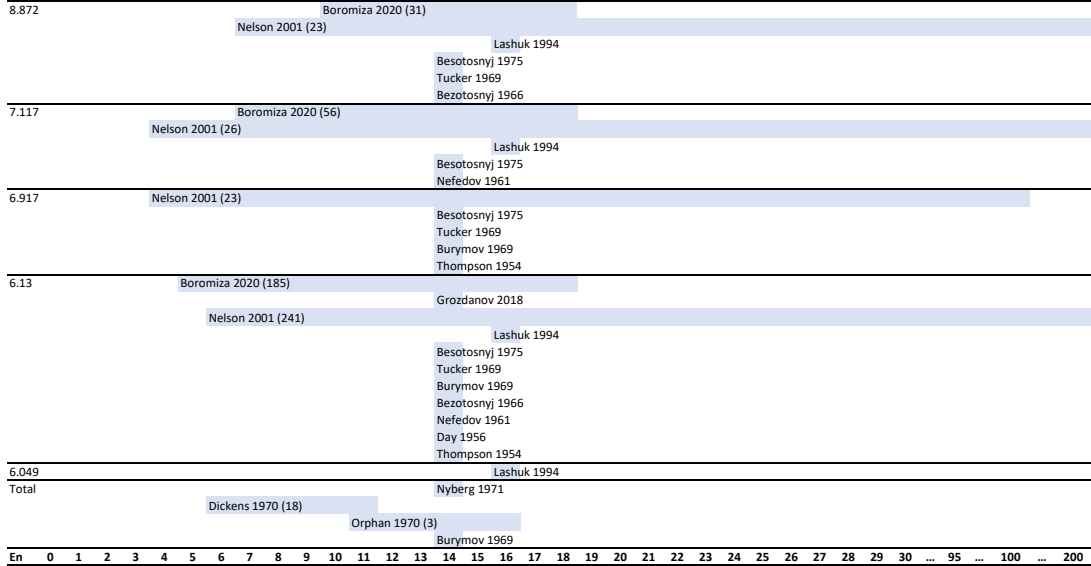 8.872 Boromiza 2020 (31)
Nelson 2001 (23)
Lashuk 1994
Besotosnyj 1975
Tucker 1969
Bezotosnyj 1966
7.117 Boromiza 2020 (56)
Nelson 2001 (26)
Lashuk 1994
Besotosnyj 1975
Nefedov 1961
6.917 Nelson 2001 (23)
Besotosnyj 1975
Tucker 1969
Burymov 1969
Thompson 1954
6.13 Boromiza 2020 (185)
Grozdanov 2018
Nelson 2001 (241)
Lashuk 1994
Besotosnyj 1975
Tucker 1969
Burymov 1969
Bezotosnyj 1966
Nefedov 1961
Day 1956
Thompson 1954
6.049 Lashuk 1994
Total Nyberg 1971
Dickens 1970 (18)
Orphan 1970 (3)
Burymov 1969
En 0 1 2 3 4 5 6 7 8 9 10 11 12 13 14 15 16 17 18 19 20 21 22 23 24 25 26 27 28 29 30 ... 95 ... 100 ... 200